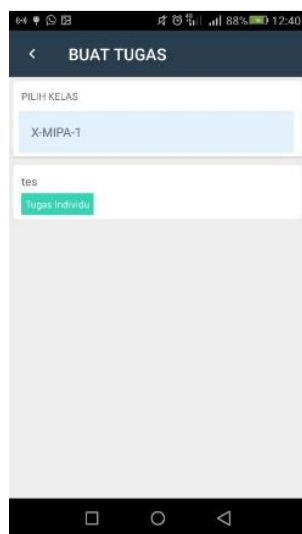 88% 12:40
BUAT TUGAS
PILIH KELAS
X-MIPA-1
tes
Tugas Individu